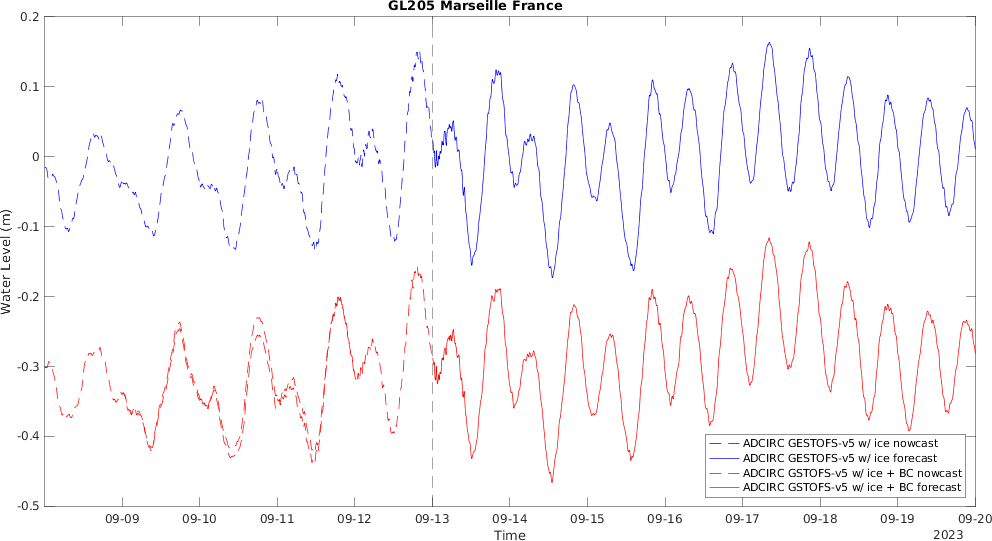 GL205 Marseille France
0.2
0.1
0
-0.1
-0.2
-0.3
-0.4
-0.5
Water Level (m)
ADCIRC GESTOFS-v5 w/ ice nowcast
ADCIRC GESTOFS-v5 w/ ice forecast
ADCIRC GSTOFS-v5 w/ ice + BC nowcast
ADCIRC GSTOFS-v5 w/ ice + BC forecast
09-09 09-10 09-11 09-12 09-13 09-14 09-15 09-16 09-17 09-18 09-19 09-20
Time
2023